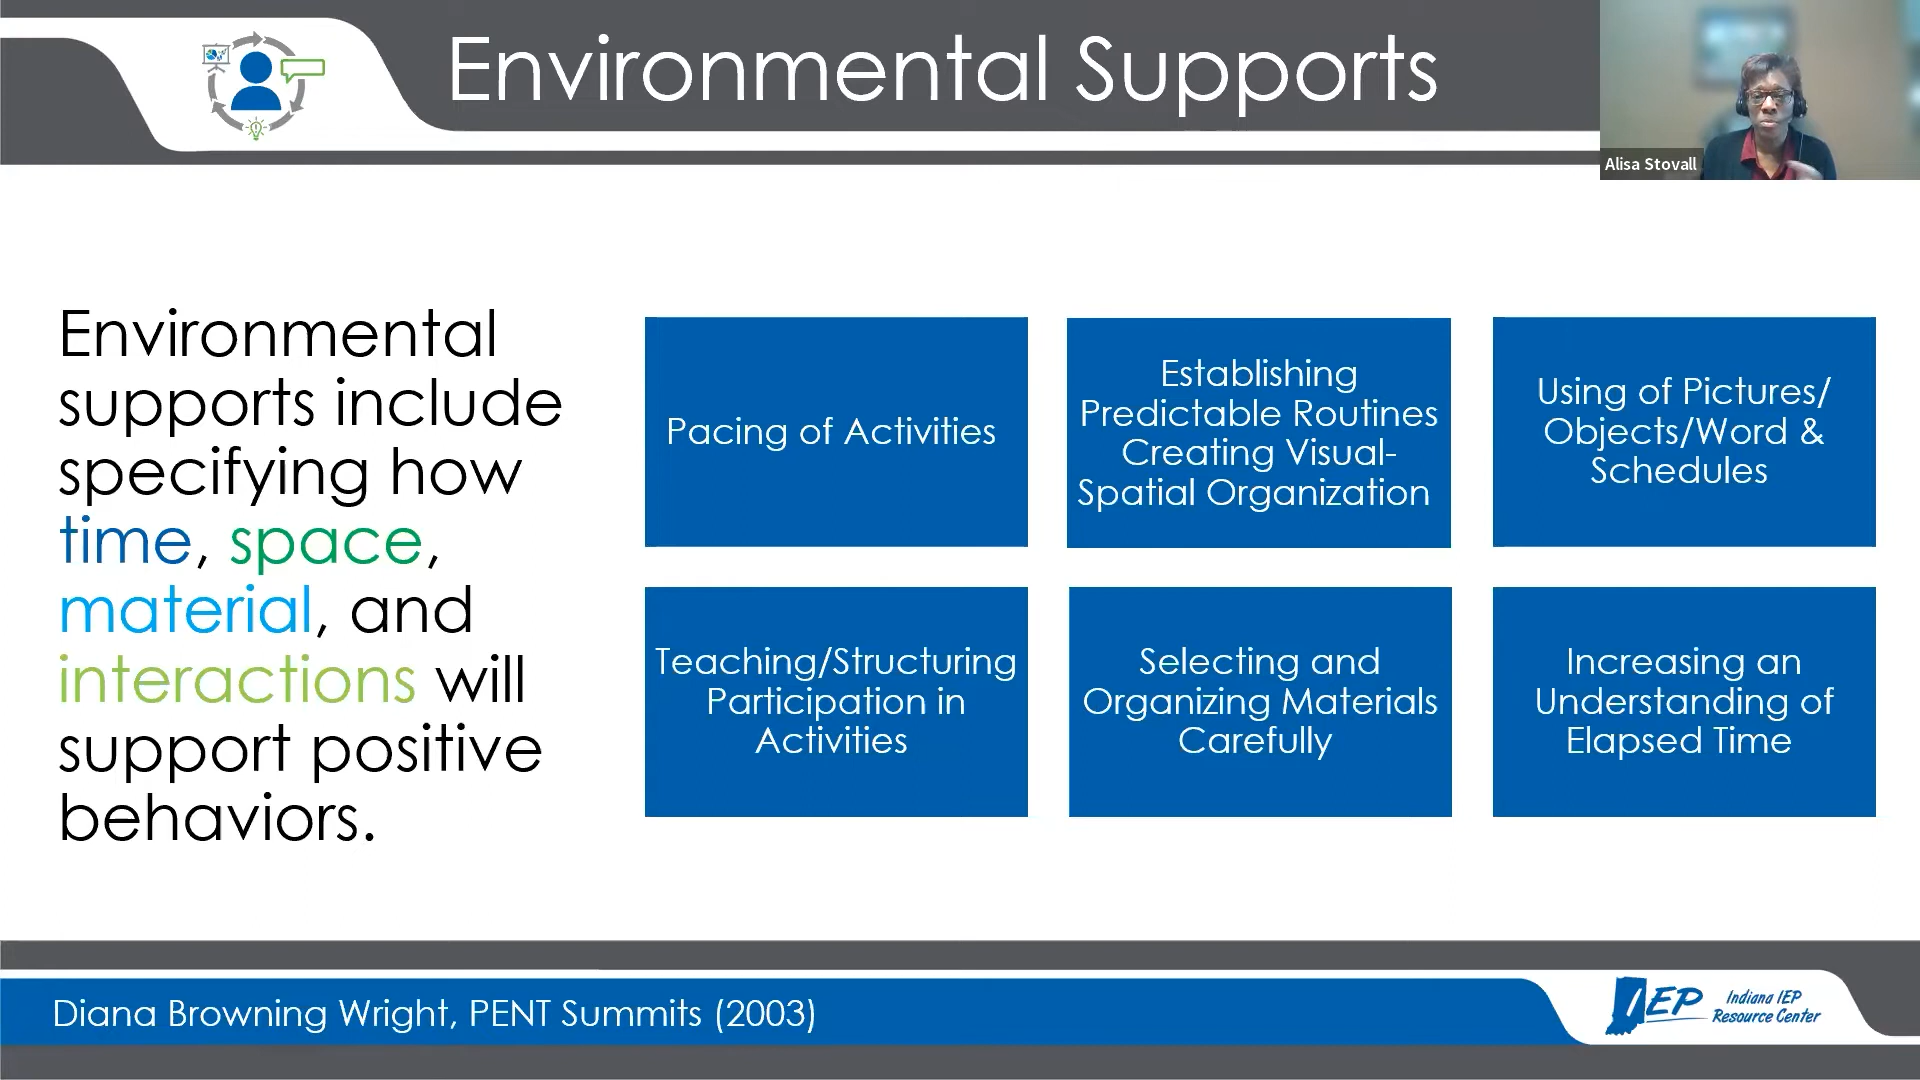 Environmental Supports
Alisa Stovall
Environmental
supports include
specifying how
time, space,
material, and
interactions will
support positive
behaviors.
Pacing of Activities
Establishing
Predictable Routines
Creating Visual-
Spatial Organization
Using of Pictures/
Objects/Word &
Schedules
Teaching/Structuring
Participation in
Activities
Selecting and
Organizing Materials
Carefully
Increasing an
Understanding of
Elapsed Time
Diana Browning Wright, PENT Summits (2003)
IEP
Indiana IEP
Resource Center